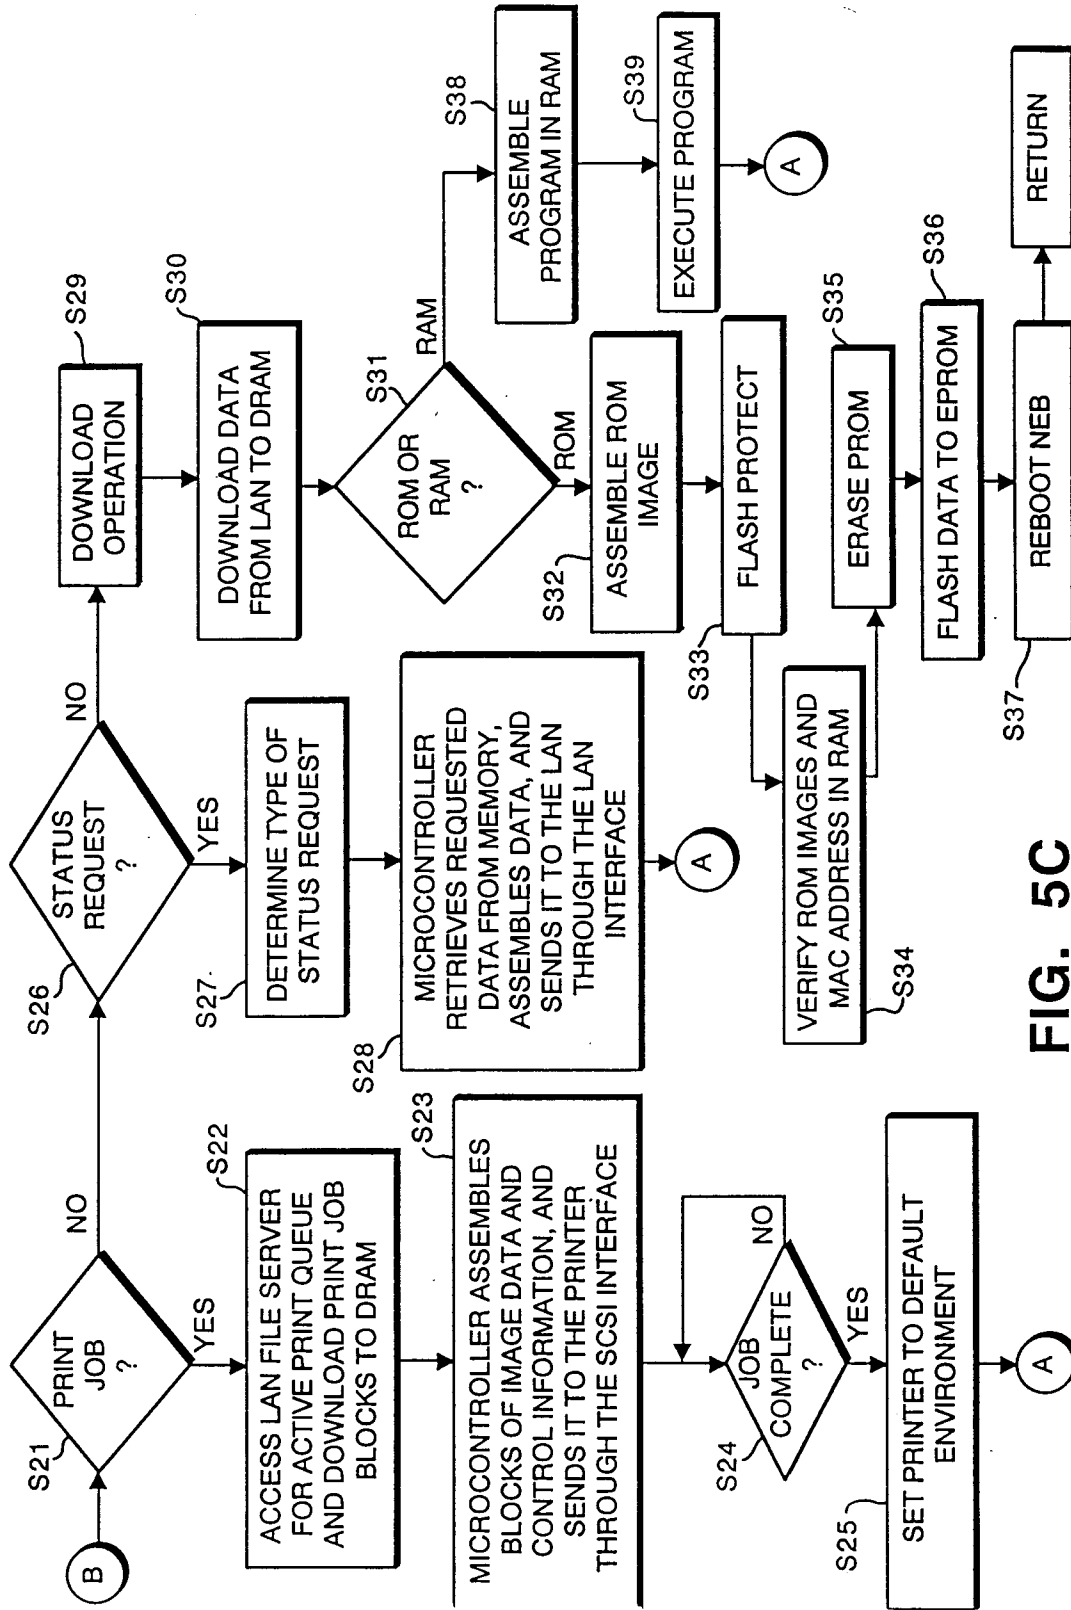 B
S21
PRINT
JOB
?
NO
YES
S22
ACCESS LAN FILE SERVER
FOR ACTIVE PRINT QUEUE
AND DOWNLOAD PRINT JOB
BLOCKS TO DRAM
S23
MICROCONTROLLER ASSEMBLES
BLOCKS OF IMAGE DATA AND
CONTROL INFORMATION, AND
SENDS IT TO THE PRINTER
THROUGH THE SCSI INTERFACE
S24
JOB
COMPLETE
?
NO
YES
S25
SET PRINTER TO DEFAULT
ENVIRONMENT
A
S26
STATUS
REQUEST
?
NO
YES
S27
DETERMINE TYPE OF
STATUS REQUEST
S28
MICROCONTROLLER
RETRIEVES REQUESTED
DATA FROM MEMORY,
ASSEMBLES DATA, AND
SENDS IT TO THE LAN
THROUGH THE LAN
INTERFACE
A
S29
DOWNLOAD
OPERATION
S30
DOWNLOAD DATA
FROM LAN TO DRAM
S31
ROM OR
RAM
?
RAM
ROM
S32
ASSEMBLE ROM
IMAGE
S33
FLASH PROTECT
VERIFY ROM IMAGES AND
MAC ADDRESS IN RAM
S34
S35
ERASE PROM
S36
FLASH DATA TO EPROM
S37
REBOOT NEB
RETURN
S38
ASSEMBLE
PROGRAM IN RAM
S39
EXECUTE PROGRAM
A
FIG. 5C